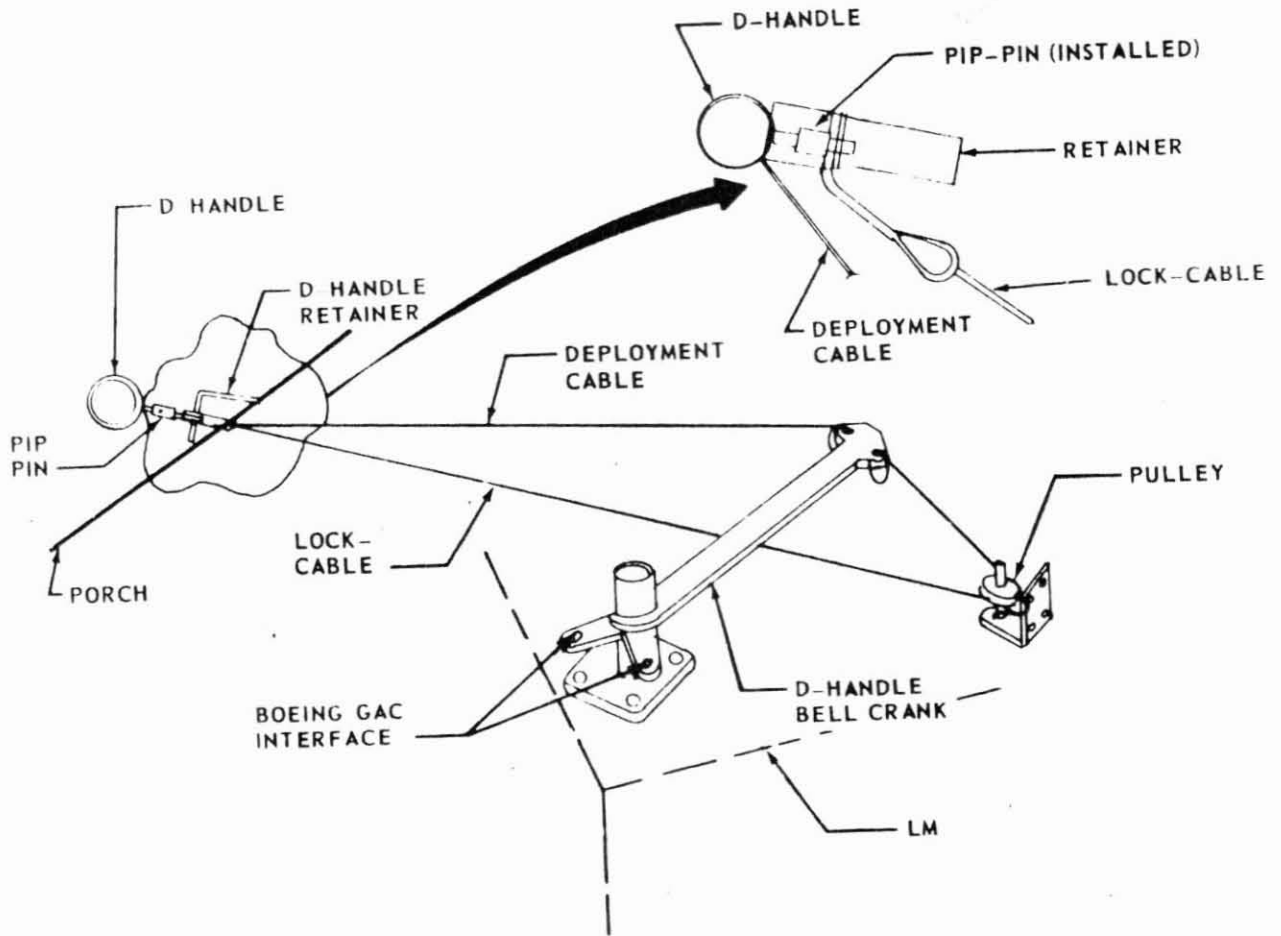 D-HANDLE
PIP-PIN (INSTALLED)
RETAINER
D HANDLE
D HANDLE
RETAINER
LOCK-CABLE
DEPLOYMENT
CABLE
DEPLOYMENT
CABLE
PIP
PIN
PULLEY
LOCK-
CABLE
PORCH
D-HANDLE
BELL CRANK
BOEING GAC
INTERFACE
LM